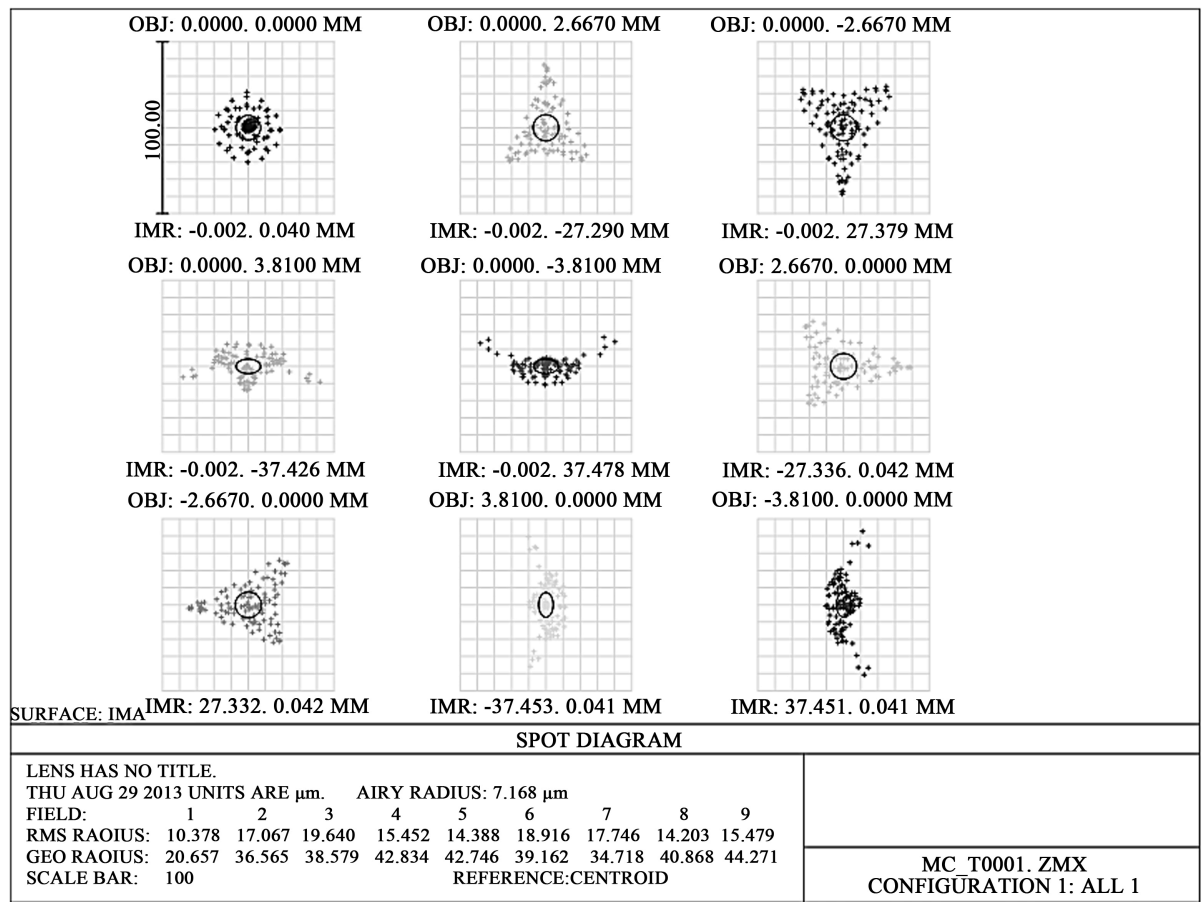 OBJ: 0.0000. 0.0000 MM
OBJ: 0.0000. 2.6670 MM
OBJ: 0.0000. -2.6670 MM
100.00
IMR: -0.002. 0.040 MM
IMR: -0.002. -27.290 MM
IMR: -0.002. 27.379 MM
OBJ: 0.0000. 3.8100 MM
OBJ: 0.0000. -3.8100 MM
OBJ: 2.6670. 0.0000 MM
IMR: -0.002. -37.426 MM
IMR: -0.002. 37.478 MM
IMR: -27.336. 0.042 MM
OBJ: -2.6670. 0.0000 MM
OBJ: 3.8100. 0.0000 MM
OBJ: -3.8100. 0.0000 MM
SURFACE: IMA
IMR: 27.332. 0.042 MM
IMR: -37.453. 0.041 MM
IMR: 37.451. 0.041 MM
SPOT DIAGRAM
LENS HAS NO TITLE.
THU AUG 29 2013 UNITS ARE µm. AIRY RADIUS: 7.168 µm
FIELD: 1 2 3 4 5 6 7 8 9
RMS RAOIUS: 10.378 17.067 19.640 15.452 14.388 18.916 17.746 14.203 15.479
GEO RAOIUS: 20.657 36.565 38.579 42.834 42.746 39.162 34.718 40.868 44.271
SCALE BAR: 100 REFERENCE:CENTROID
MC_T0001. ZMX
CONFIGURATION 1: ALL 1